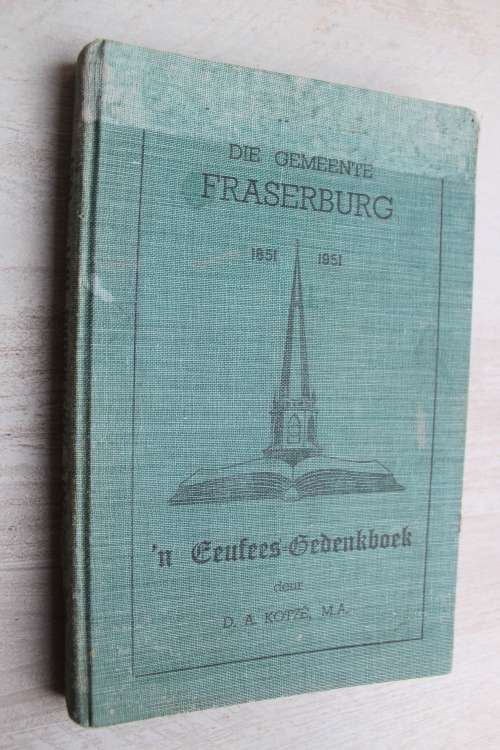 DIE GEMEENTE
FRASERBURG
1851 1951
'n Eeufees-Gedenkboek
deur
D. A. KOTZÉ, M.A.